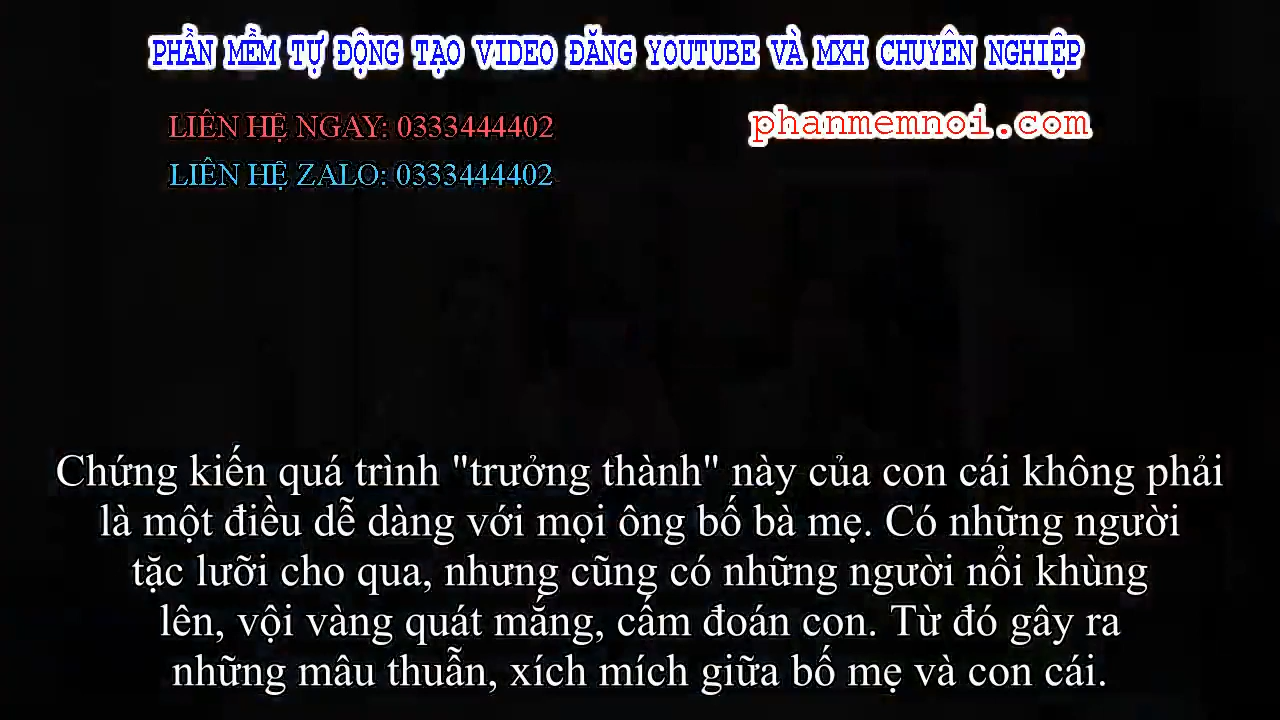 PHẦN MỀM TỰ ĐỘNG TẠO VIDEO ĐĂNG YOUTUBE VÀ MXH CHUYÊN NGHIỆP
LIÊN HỆ NGAY: 0333444402
phanmemnoi.com
LIÊN HỆ ZALO: 0333444402
Chứng kiến quá trình "trưởng thành" này của con cái không phải
là một điều dễ dàng với mọi ông bố bà mẹ. Có những người
tặc lưỡi cho qua, nhưng cũng có những người nổi khùng
lên, vội vàng quát mắng, cấm đoán con. Từ đó gây ra
những mâu thuẫn, xích mích giữa bố mẹ và con cái.